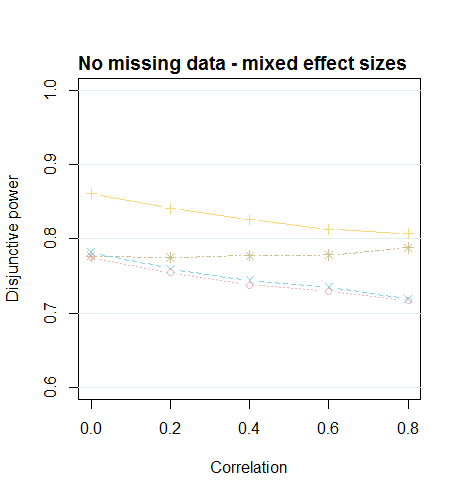 No missing data - mixed effect sizes
Disjunctive power
1.0
0.9
0.8
0.7
0.6
0.0 0.2 0.4 0.6 0.8
Correlation